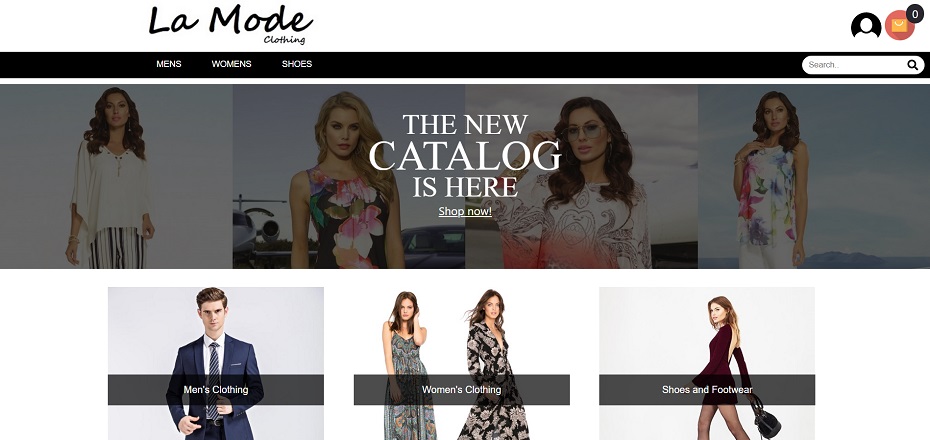 La Mode
Clothing
0
MENS WOMENS SHOES
Search..
THE NEW
CATALOG
IS HERE
Shop now!
Men's Clothing
Women's Clothing
Shoes and Footwear